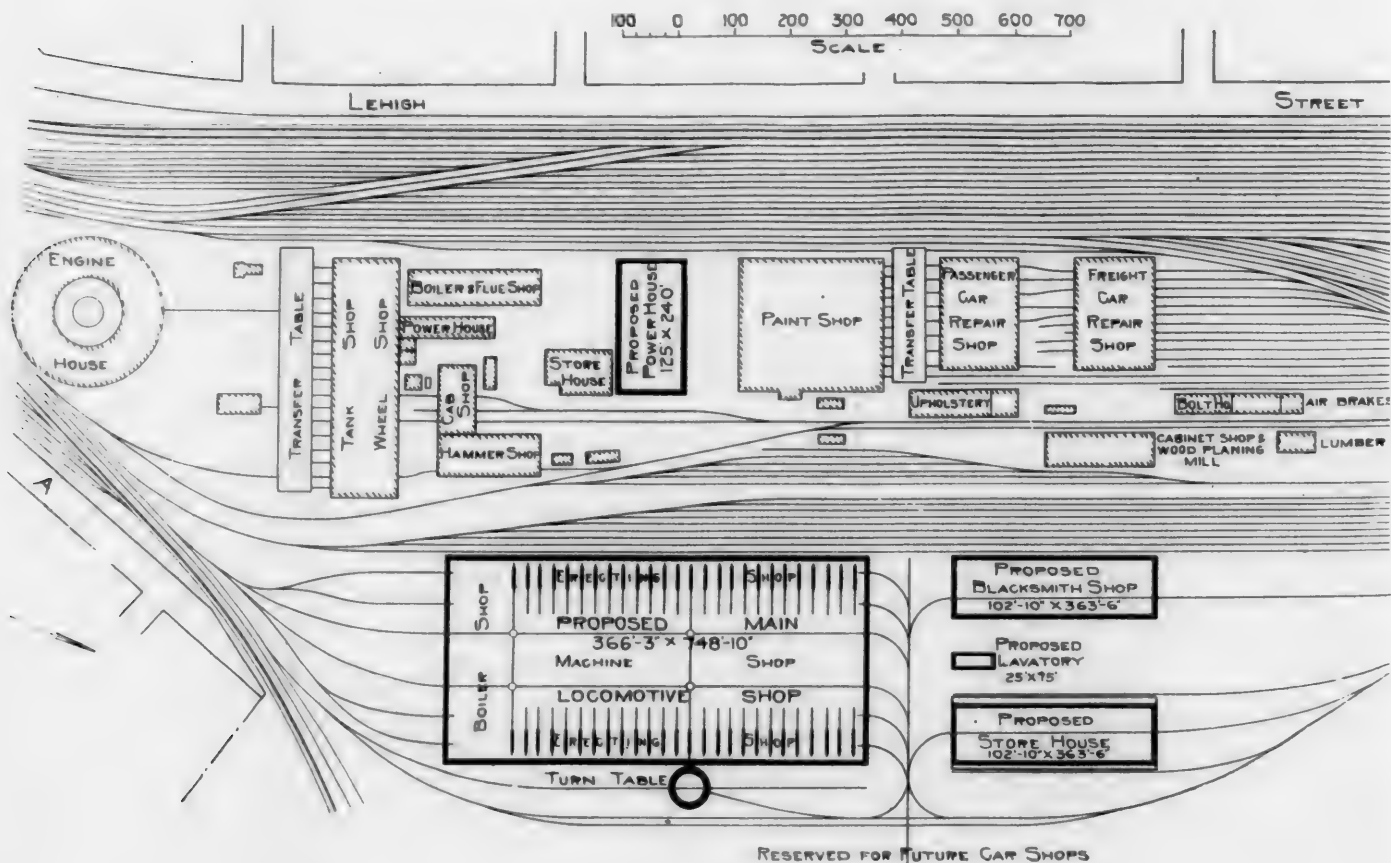 100 0 100 200 300 400 500 600 700
SCALE
LEHIGH STREET
ENGINE
HOUSE
TRANSFER TABLE
TANK SHOP
WHEEL SHOP
BOILER & FLUE SHOP
POWER HOUSE
CAB SHOP
HAMMER SHOP
STORE
HOUSE
PROPOSED
POWER HOUSE
125' X 240'
PAINT SHOP
TRANSFER TABLE
PASSENGER
CAR
REPAIR
SHOP
FREIGHT
CAR
REPAIR
SHOP
UPHOLSTERY
BOLT HO
AIR BRAKES
CABINET SHOP &
WOOD PLANING
MILL
LUMBER
A
BOILER SHOP
ERECTING SHOP
PROPOSED MAIN
366'-3" X 748'-10"
MACHINE SHOP
LOCOMOTIVE SHOP
ERECTING SHOP
TURN TABLE
PROPOSED
BLACKSMITH SHOP
102'-10" X 363'-6"
PROPOSED
LAVATORY
25' X 75'
PROPOSED
STORE HOUSE
102'-10" X 363'-6"
RESERVED FOR FUTURE CAR SHOPS